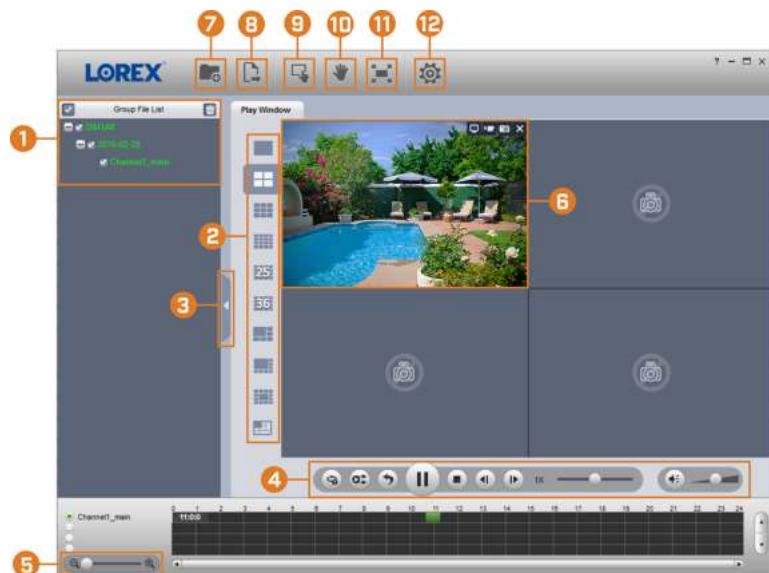 7 8 9 10 11 12
LOREX
? 
Group File List
Play Window
1
2016-02-26
Channel1_main
2
25
36
3
6
4
1X
Channel1_main
0 1 2 3 4 5 6 7 8 9 10 11 12 13 14 15 16 17 18 19 20 21 22 23 24
11:0:0
5